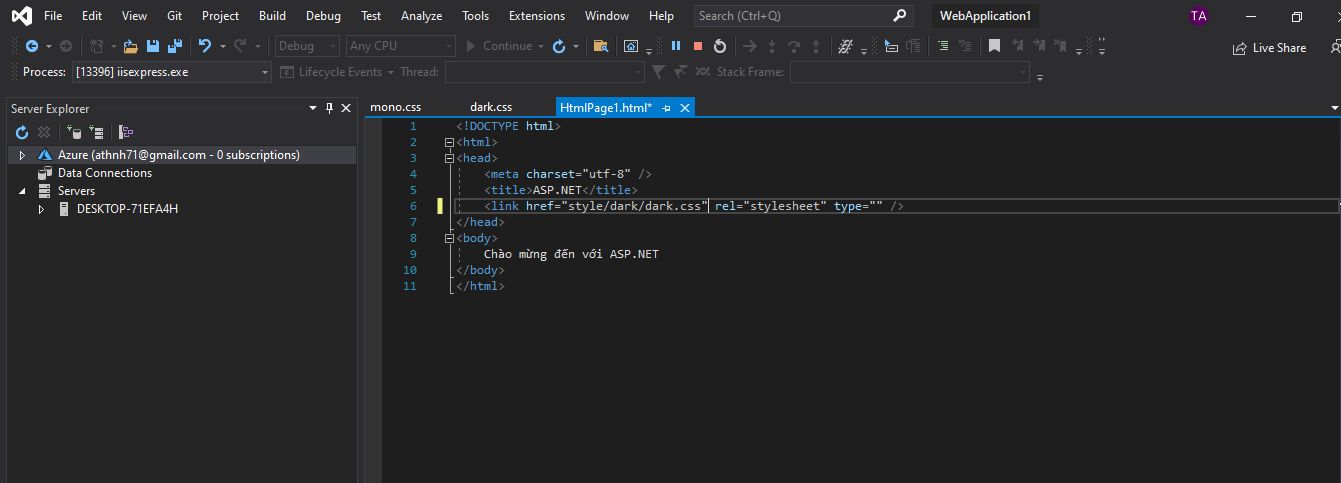 File Edit View Git Project Build Debug Test Analyze Tools Extensions Window Help Search (Ctrl+Q) WebApplication1 TA
Debug Any CPU Continue Live Share
Process: [13396] iisexpress.exe Lifecycle Events Thread: Stack Frame:
Server Explorer
Azure (athnh71@gmail.com - 0 subscriptions)
Data Connections
Servers
DESKTOP-71EFA4H
mono.css dark.css HtmlPage1.html*
1 <!DOCTYPE html>
2 <html>
3 <head>
4 <meta charset="utf-8" />
5 <title>ASP.NET</title>
6 <link href="style/dark/dark.css" rel="stylesheet" type="" />
7 </head>
8 <body>
9 Chào mừng đến với ASP.NET
10 </body>
11 </html>